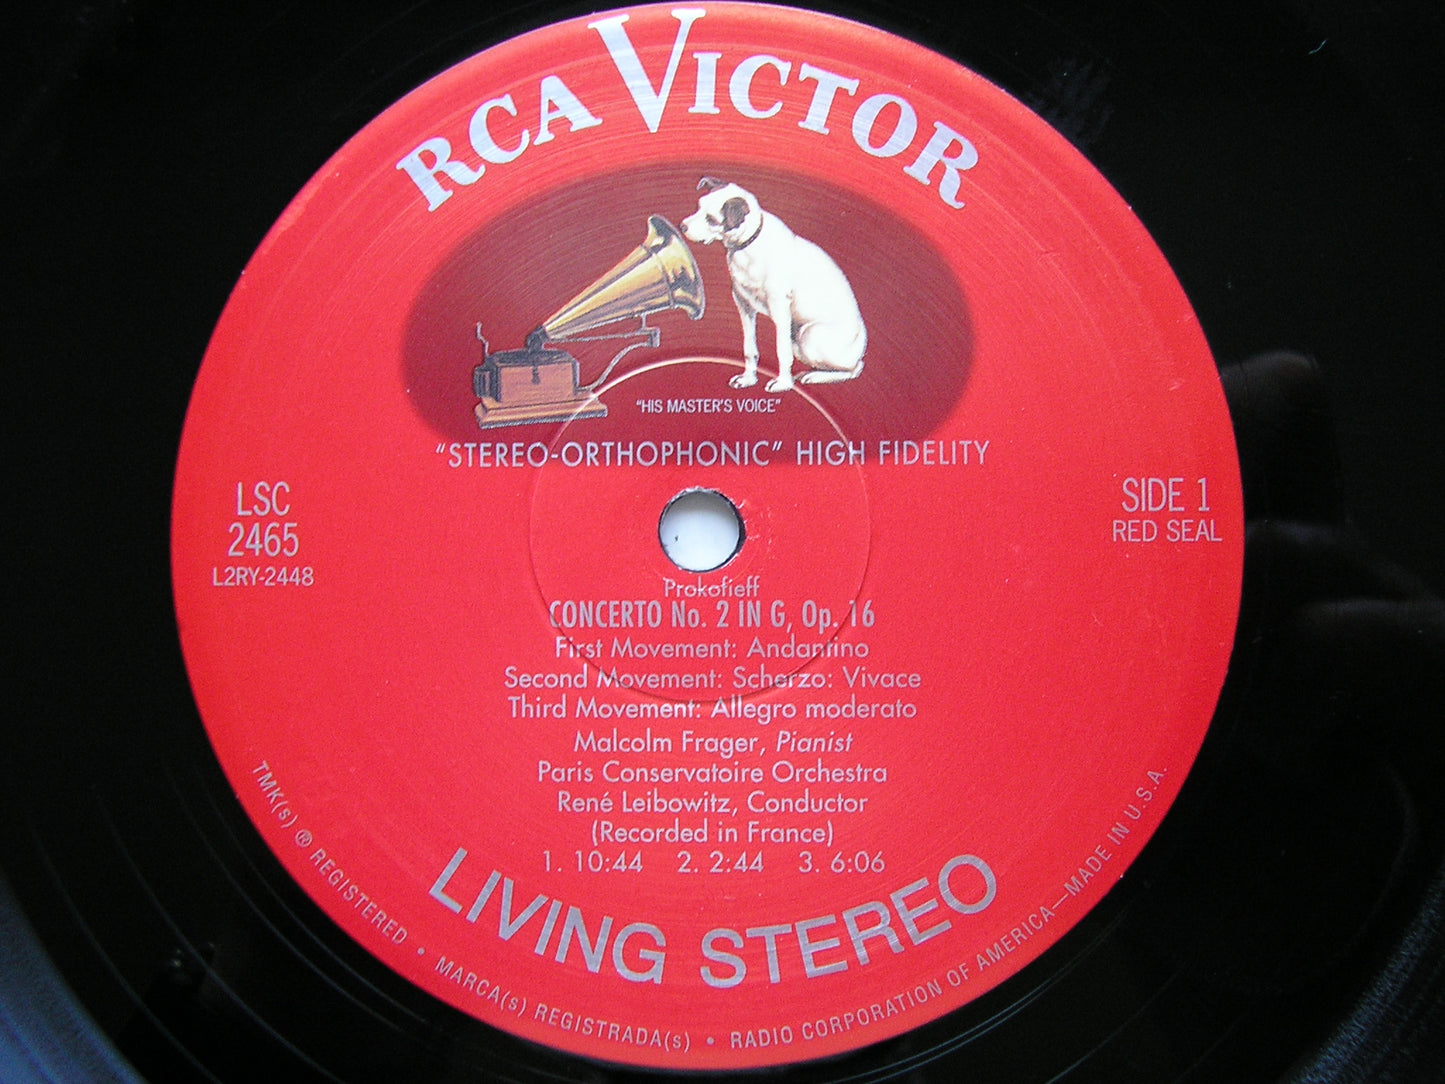 RCA VICTOR
"HIS MASTER'S VOICE"
"STEREO-ORTHOPHONIC" HIGH FIDELITY
LSC
2465
L2RY-2448
SIDE 1
RED SEAL
Prokofieff
CONCERTO No. 2 IN G, Op. 16
First Movement: Andantino
Second Movement: Scherzo: Vivace
Third Movement: Allegro moderato
Malcolm Frager, Pianist
Paris Conservatoire Orchestra
René Leibowitz, Conductor
(Recorded in France)
1. 10:44 2. 2:44 3. 6:06
LIVING STEREO
TMK(s) ® REGISTERED • MARCA(s) REGISTRADA(s) • RADIO CORPORATION OF AMERICA—MADE IN U.S.A.